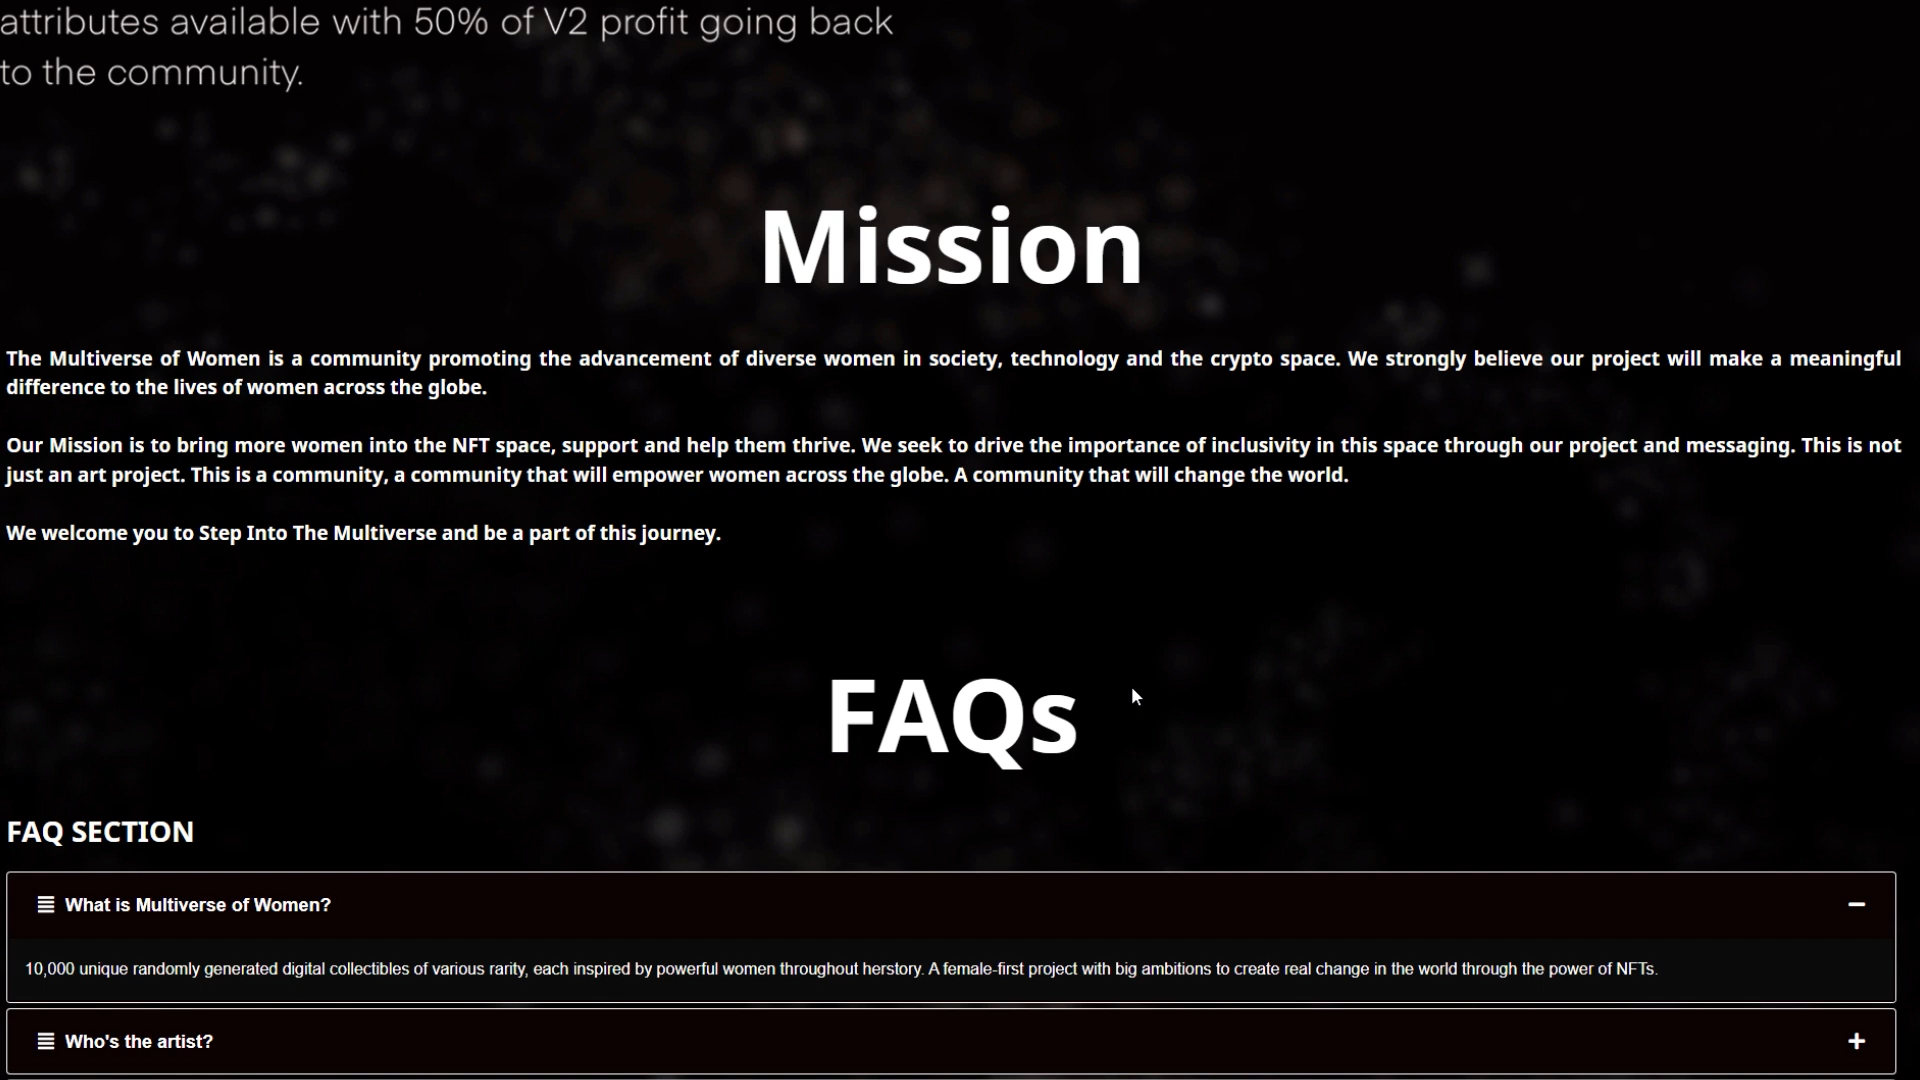 attributes available with 50% of V2 profit going back
to the community.
Mission
The Multiverse of Women is a community promoting the advancement of diverse women in society, technology and the crypto space. We strongly believe our project will make a meaningful
difference to the lives of women across the globe.
Our Mission is to bring more women into the NFT space, support and help them thrive. We seek to drive the importance of inclusivity in this space through our project and messaging. This is not
just an art project. This is a community, a community that will empower women across the globe. A community that will change the world.
We welcome you to Step Into The Multiverse and be a part of this journey.
FAQs
FAQ SECTION
What is Multiverse of Women?
10,000 unique randomly generated digital collectibles of various rarity, each inspired by powerful women throughout herstory. A female-first project with big ambitions to create real change in the world through the power of NFTs.
Who's the artist?